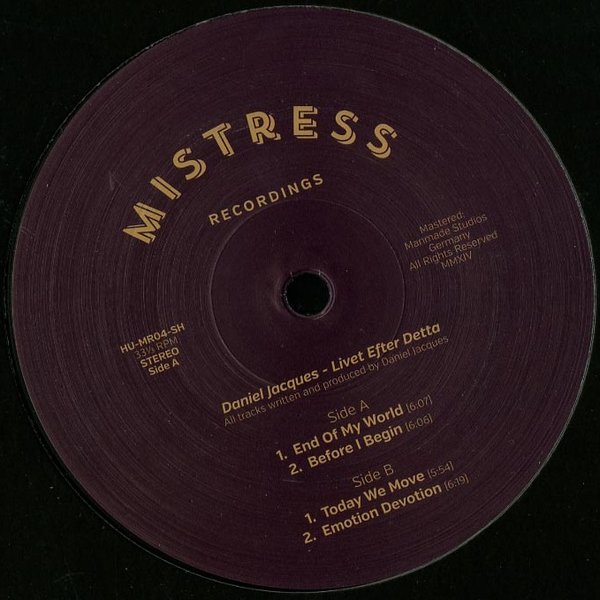 MISTRESS
RECORDINGS
Mastered:
Manmade Studios
Germany
All Rights Reserved
MMXIV
HU-MR04-SH
33⅓ RPM
STEREO
Side A
Daniel Jacques - Livet Efter Detta
All tracks written and produced by Daniel Jacques
Side A
1. End Of My World [6:07]
2. Before I Begin [6:06]
Side B
1. Today We Move [5:54]
2. Emotion Devotion [6:19]